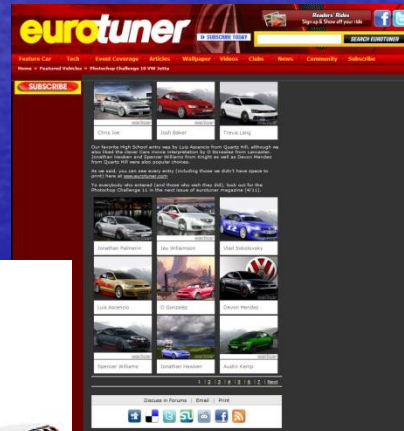 eurotuner
SUBSCRIBE TODAY
Readers' Rides
Sign up & Show off your ride
SEARCH EUROTUNER
Feature Car Tech Event Coverage Articles Wallpaper Videos Clubs News Community Subscribe
Home > Featured Vehicles > Photoshop Challenge 10 VW Jetta
SUBSCRIBE
Chris Joe Josh Baker Travis Lang
Our favorite High School entry was by Luis Ascencio from Quartz Hill, although we
also liked the clever Cars movie interpretation by O Gonzales from Lancaster.
Jonathan Hawken and Spencer Williams from Knight as well as Devon Mendez
from Quartz Hill were also popular choices.
As we said, you can see every entry (including those we didn't have space to
print) here at www.eurotuner.com
To everybody who entered (and those who wish they did), look out for the
Photoshop Challenge 11 in the next issue of eurotuner magazine (4/11).
Jonathan Palmario Jay Williamson Vlad Sokolovsky
Luis Ascencio O Gonzales Devon Mendez
Spencer Williams Jonathan Hawken Austin Kemp
1 | 2 | 3 | 4 | 5 | 6 | 7 | Next
Discuss in Forums | Email | Print